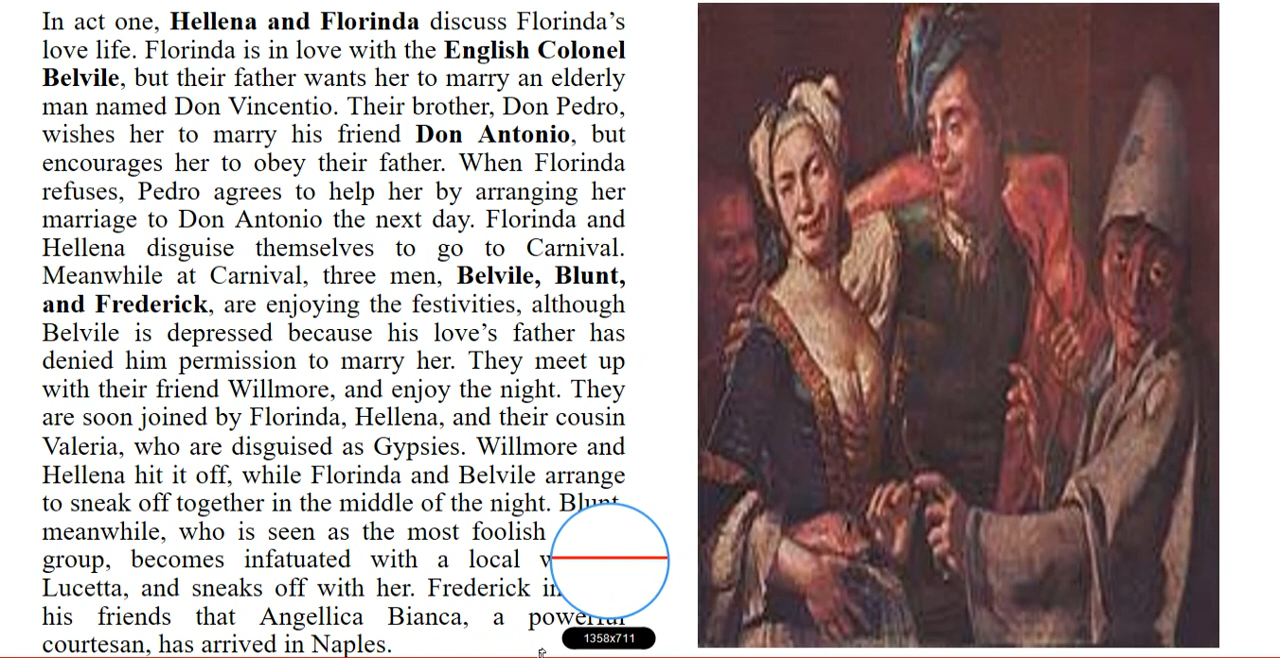 In act one, Hellena and Florinda discuss Florinda's
love life. Florinda is in love with the English Colonel
Belvile, but their father wants her to marry an elderly
man named Don Vincentio. Their brother, Don Pedro,
wishes her to marry his friend Don Antonio, but
encourages her to obey their father. When Florinda
refuses, Pedro agrees to help her by arranging her
marriage to Don Antonio the next day. Florinda and
Hellena disguise themselves to go to Carnival.
Meanwhile at Carnival, three men, Belvile, Blunt,
and Frederick, are enjoying the festivities, although
Belvile is depressed because his love's father has
denied him permission to marry her. They meet up
with their friend Willmore, and enjoy the night. They
are soon joined by Florinda, Hellena, and their cousin
Valeria, who are disguised as Gypsies. Willmore and
Hellena hit it off, while Florinda and Belvile arrange
to sneak off together in the middle of the night. Blunt
meanwhile, who is seen as the most foolish
group, becomes infatuated with a local
Lucetta, and sneaks off with her. Frederick
his friends that Angellica Bianca, a powerful
courtesan, has arrived in Naples.
1358x711